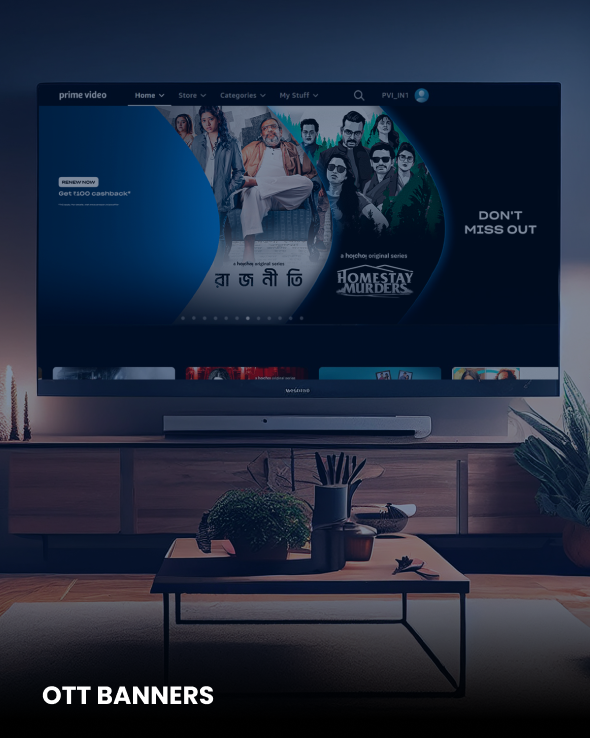 prime video
Home
Store
Categories
My Stuff
PVI_INT
RENEW NOW
Get ₹100 cashback*
DON'T
MISS OUT
a hoichoi original series
রাজনীতি
a hoichoi original series
HOMESTAY
MURDERS
OTT BANNERS